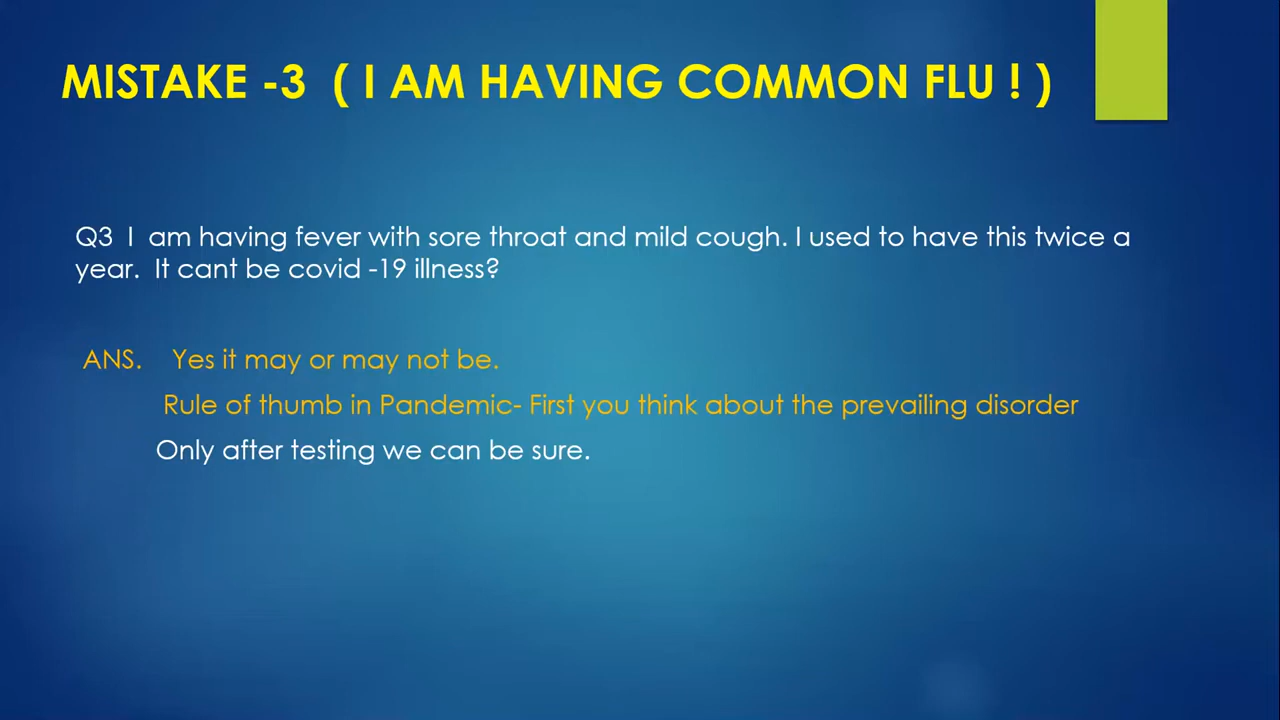 MISTAKE -3 ( I AM HAVING COMMON FLU ! )
Q3 I am having fever with sore throat and mild cough. I used to have this twice a
year. It cant be covid -19 illness?
ANS. Yes it may or may not be.
Rule of thumb in Pandemic- First you think about the prevailing disorder
Only after testing we can be sure.